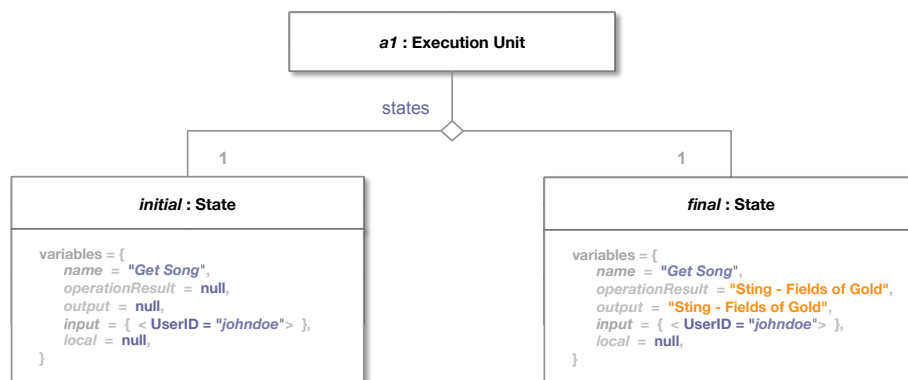 a1 : Execution Unit
states
1
1
initial : State
variables = {
name = "Get Song",
operationResult = null,
output = null,
input = { < UserID = "johndoe"> },
local = null,
}
final : State
variables = {
name = "Get Song",
operationResult = "Sting - Fields of Gold",
output = "Sting - Fields of Gold",
input = { < UserID = "johndoe"> },
local = null,
}